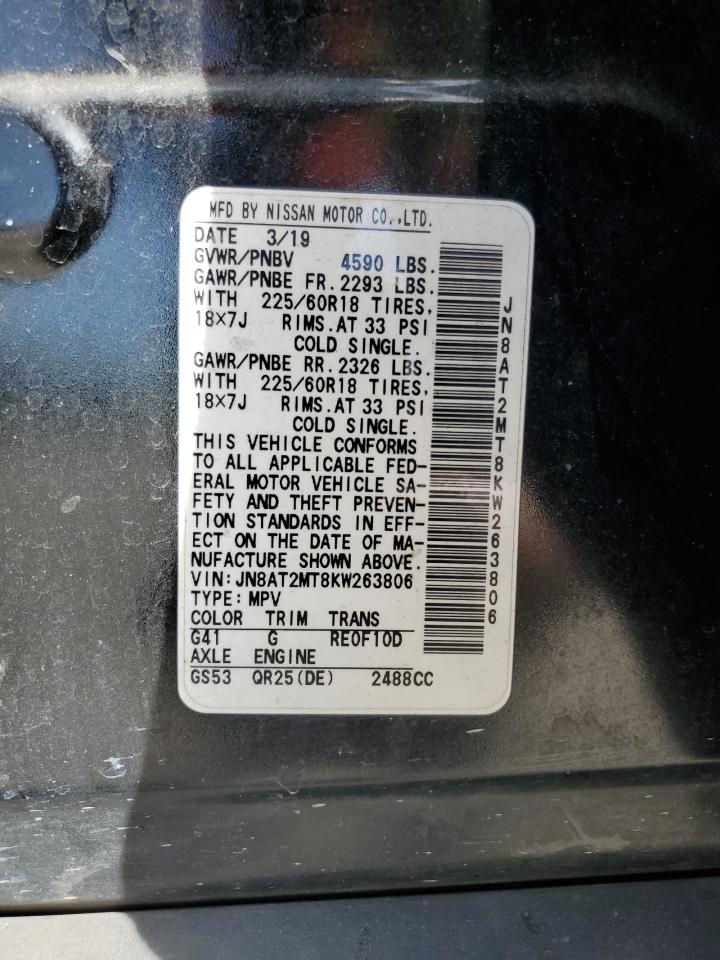 MFD BY NISSAN MOTOR CO.,LTD.
DATE 3/19
GVWR/PNBV 4590 LBS.
GAWR/PNBE FR. 2293 LBS.
WITH 225/60R18 TIRES,
18×7J RIMS. AT 33 PSI
COLD SINGLE.
GAWR/PNBE RR. 2326 LBS.
WITH 225/60R18 TIRES,
18×7J RIMS. AT 33 PSI
COLD SINGLE.
THIS VEHICLE CONFORMS
TO ALL APPLICABLE FED-
ERAL MOTOR VEHICLE SA-
FETY AND THEFT PREVEN-
TION STANDARDS IN EFF-
ECT ON THE DATE OF MA-
NUFACTURE SHOWN ABOVE.
VIN:JN8AT2MT8KW263806
TYPE:MPV
COLOR TRIM TRANS
G41 G RE0F10D
AXLE ENGINE
GS53 QR25(DE) 2488CC
JN8AT2MT8KW263806